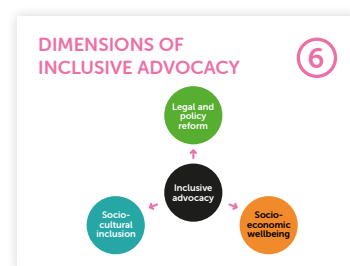 DIMENSIONS OF
INCLUSIVE ADVOCACY
6
Legal and
policy
reform
Inclusive
advocacy
Socio-
cultural
inclusion
Socio-
economic
wellbeing